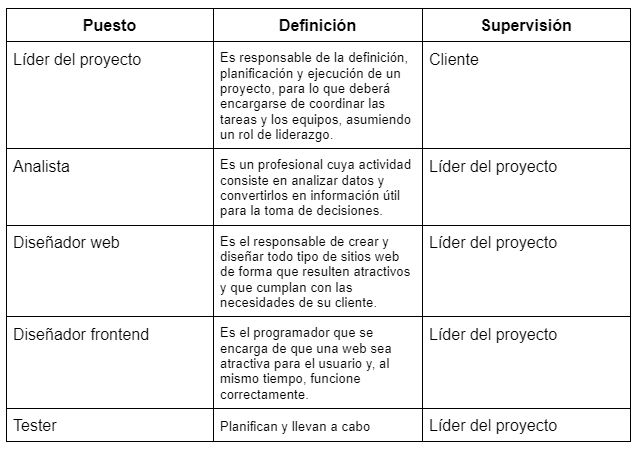 Puesto Definición Supervisión
Líder del proyecto
Es responsable de la definición,
planificación y ejecución de un
proyecto, para lo que deberá
encargarse de coordinar las
tareas y los equipos, asumiendo
un rol de liderazgo.
Cliente
Analista
Es un profesional cuya actividad
consiste en analizar datos y
convertirlos en información útil
para la toma de decisiones.
Líder del proyecto
Diseñador web
Es el responsable de crear y
diseñar todo tipo de sitios web
de forma que resulten atractivos
y que cumplan con las
necesidades de su cliente.
Líder del proyecto
Diseñador frontend
Es el programador que se
encarga de que una web sea
atractiva para el usuario y, al
mismo tiempo, funcione
correctamente.
Líder del proyecto
Tester
Planifican y llevan a cabo
Líder del proyecto